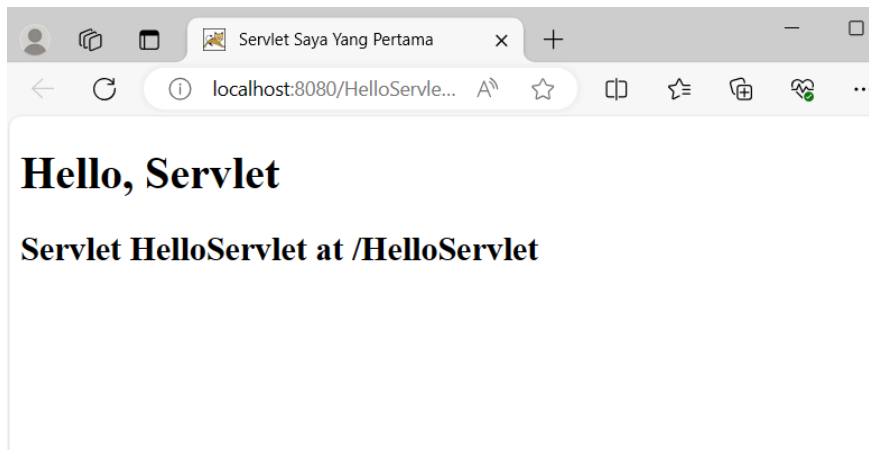 Servlet Saya Yang Pertama
localhost:8080/HelloServle...
Hello, Servlet
Servlet HelloServlet at /HelloServlet